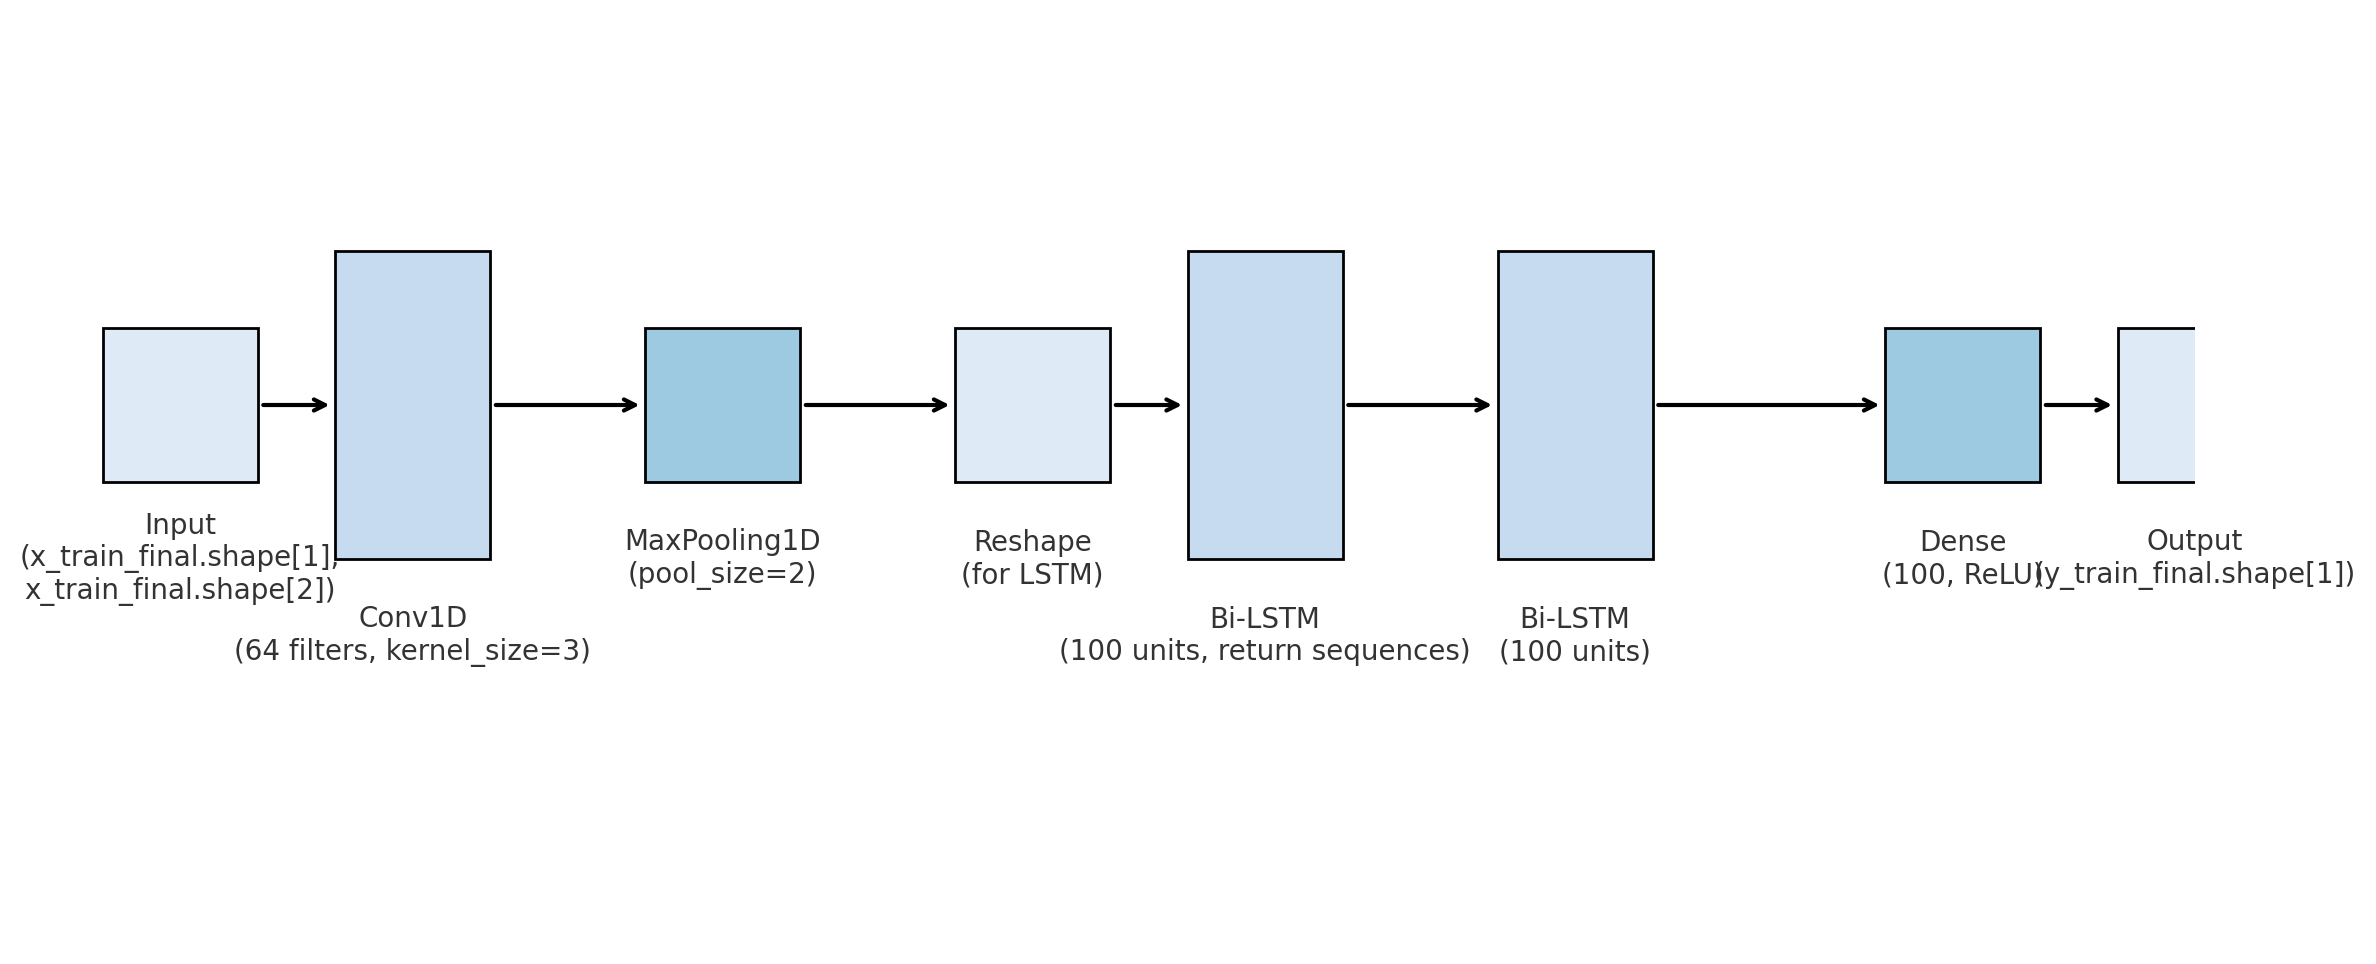 Input
(x_train_final.shape[1],
x_train_final.shape[2])
Conv1D
(64 filters, kernel_size=3)
MaxPooling1D
(pool_size=2)
Reshape
(for LSTM)
Bi-LSTM
(100 units, return sequences)
Bi-LSTM
(100 units)
Dense
(100, ReLU)
Output
(y_train_final.shape[1])